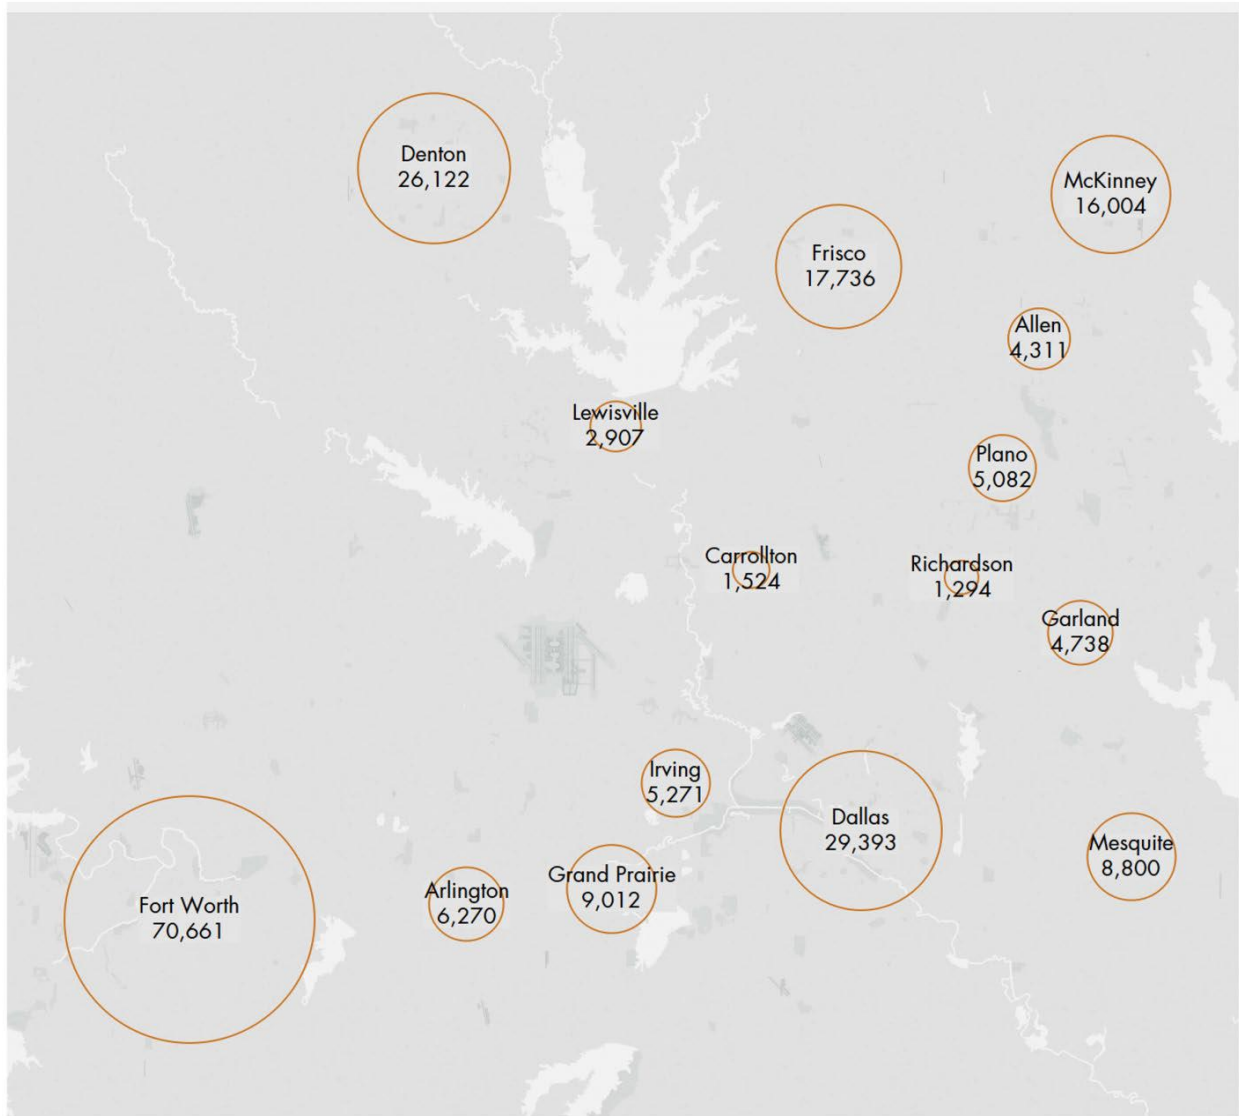 Denton
26,122
McKinney
16,004
Frisco
17,736
Allen
4,311
Lewisville
2,907
Plano
5,082
Carrollton
1,524
Richardson
1,294
Garland
4,738
Irving
5,271
Dallas
29,393
Mesquite
8,800
Grand Prairie
9,012
Arlington
6,270
Fort Worth
70,661